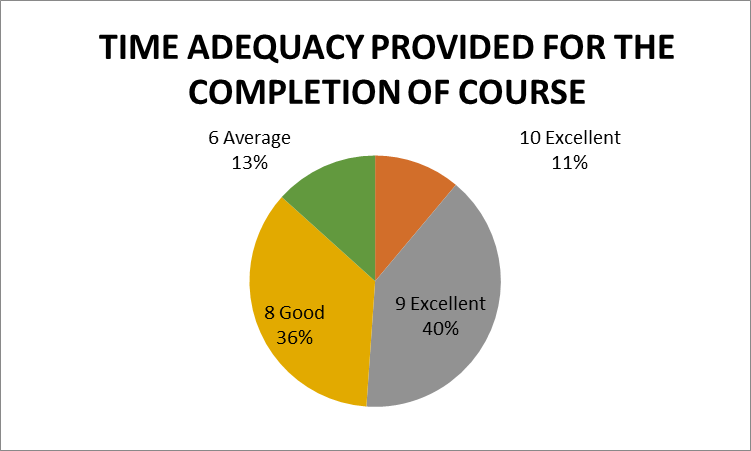 TIME ADEQUACY PROVIDED FOR THE
COMPLETION OF COURSE
6 Average
13%
10 Excellent
11%
9 Excellent
40%
8 Good
36%